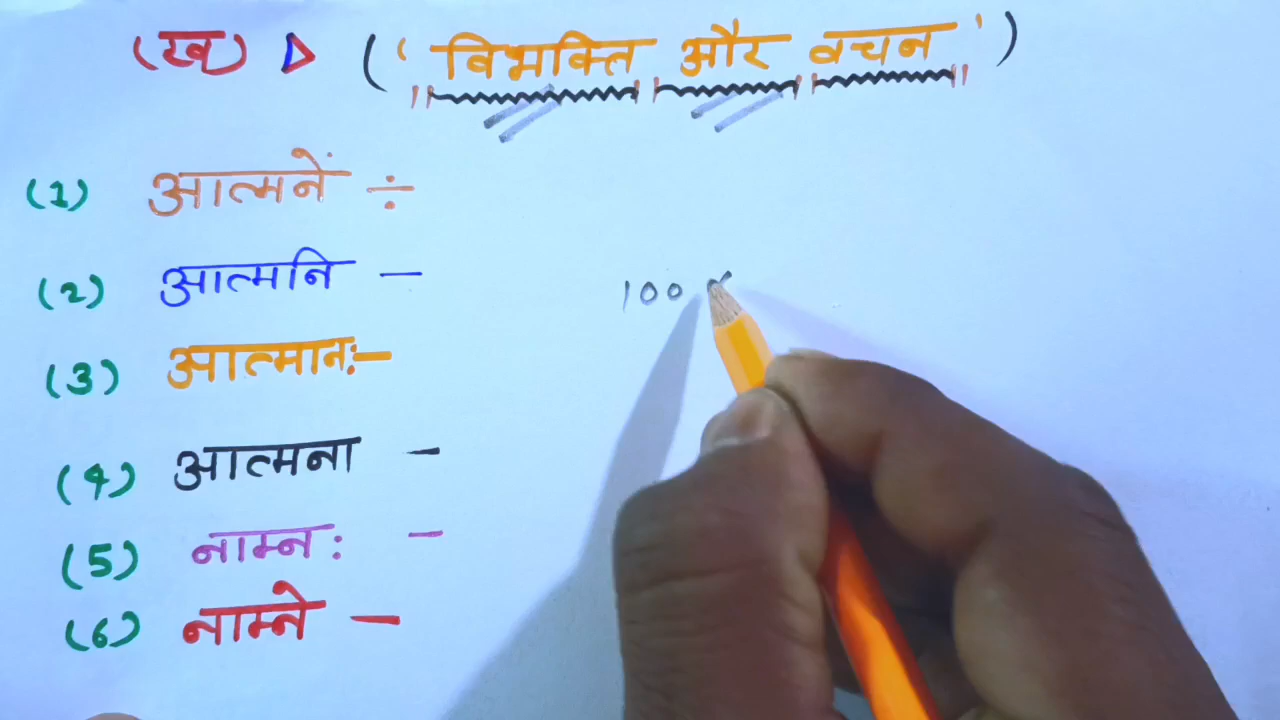 (ख) ▷ ( ' विभक्ति और वचन ' )
(1) आत्मनें ÷
(2) आत्मनि -
(3) आत्मानः-
(4) आत्मना -
(5) नाम्नः -
(6) नाम्ने -
100